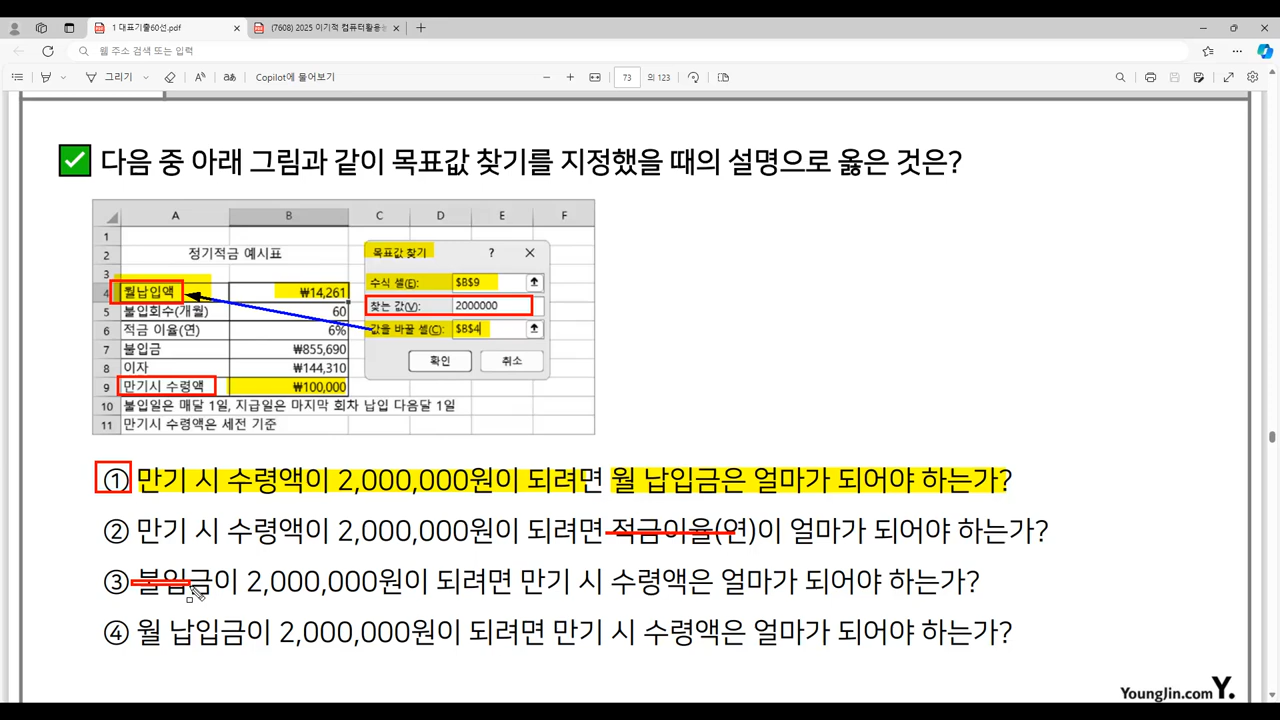 1 대표기출60선.pdf
(7608) 2025 이기적 컴퓨터활용능
웹 주소 검색 또는 입력
그리기
가あ
Copilot에 물어보기
73
의 123
다음 중 아래 그림과 같이 목표값 찾기를 지정했을 때의 설명으로 옳은 것은?
A B C D E F
1
2 정기적금 예시표
3
4 월납입액 ₩14,261
5 불입회수(개월) 60
6 적금 이율(연) 6%
7 불입금 ₩855,690
8 이자 ₩144,310
9 만기시 수령액 ₩100,000
10 불입일은 매달 1일, 지급일은 마지막 회차 납입 다음달 1일
11 만기시 수령액은 세전 기준
목표값 찾기 ?
수식 셀(E): $B$9
찾는 값(V): 2000000
값을 바꿀 셀(C): $B$4
확인 취소
① 만기 시 수령액이 2,000,000원이 되려면 월 납입금은 얼마가 되어야 하는가?
② 만기 시 수령액이 2,000,000원이 되려면 적금이율(연)이 얼마가 되어야 하는가?
③ 불입금이 2,000,000원이 되려면 만기 시 수령액은 얼마가 되어야 하는가?
④ 월 납입금이 2,000,000원이 되려면 만기 시 수령액은 얼마가 되어야 하는가?
YoungJin.com Y.